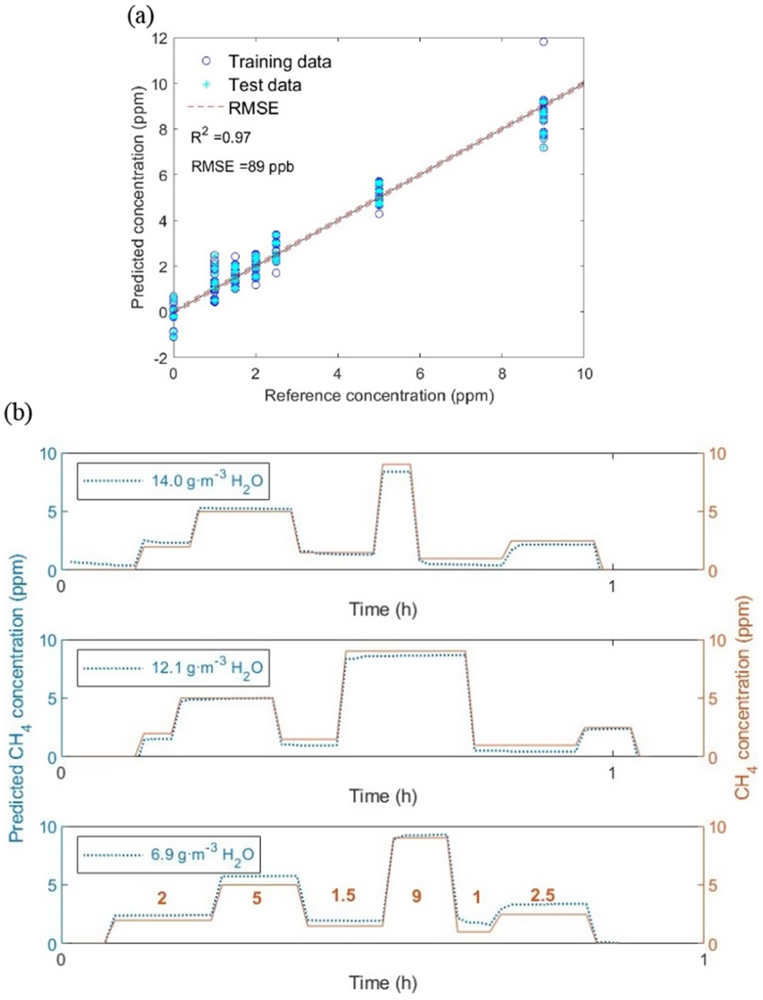 (a)
12
10
8
6
4
2
0
-2
Predicted concentration (ppm)
Training data
Test data
RMSE
R² =0.97
RMSE =89 ppb
0 2 4 6 8 10
Reference concentration (ppm)
(b)
Predicted CH₄ concentration (ppm)
CH₄ concentration (ppm)
10 10
14.0 g·m⁻³ H₂O
5 5
0 0
0 1
Time (h)
10 10
12.1 g·m⁻³ H₂O
5 5
0 0
0 1
Time (h)
10 10
6.9 g·m⁻³ H₂O
5 5
2 5 1.5 9 1 2.5
0 0
0 1
Time (h)